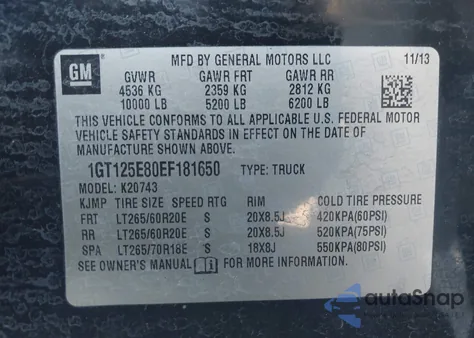 GM
MFD BY GENERAL MOTORS LLC 11/13
GVWR GAWR FRT GAWR RR
4536 KG 2359 KG 2812 KG
10000 LB 5200 LB 6200 LB
THIS VEHICLE CONFORMS TO ALL APPLICABLE U.S. FEDERAL MOTOR
VEHICLE SAFETY STANDARDS IN EFFECT ON THE DATE OF
MANUFACTURE SHOWN ABOVE.
1GT125E80EF181650 TYPE: TRUCK
MODEL: K20743
KJMP TIRE SIZE SPEED RTG RIM COLD TIRE PRESSURE
FRT LT265/60R20E S 20X8.5J 420KPA(60PSI)
RR LT265/60R20E S 20X8.5J 520KPA(75PSI)
SPA LT265/70R18E S 18X8J 550KPA(80PSI)
SEE OWNER'S MANUAL FOR MORE INFORMATION.
autoSnap